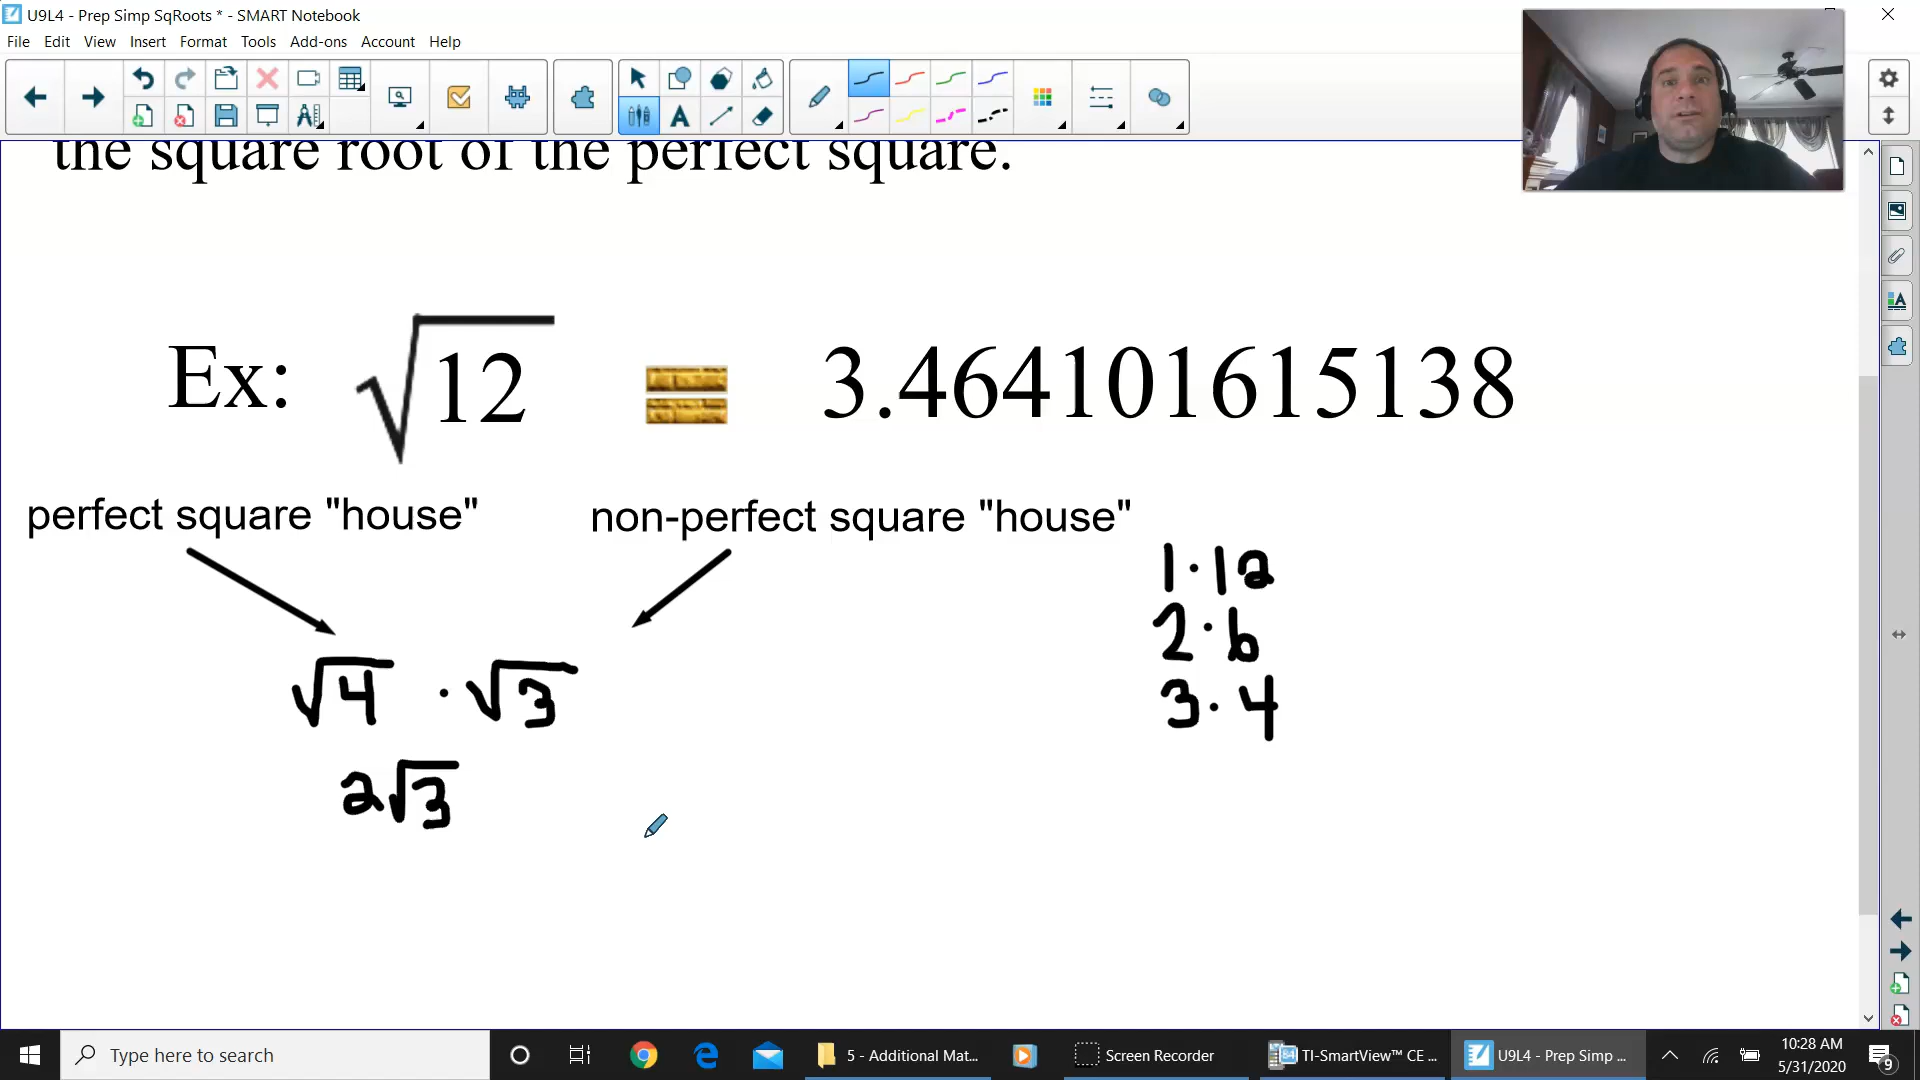 U9L4 - Prep Simp SqRoots * - SMART Notebook
File Edit View Insert Format Tools Add-ons Account Help
the square root of the perfect square.
Ex: √12 = 3.464101615138
perfect square "house" non-perfect square "house"
1·12
2·6
3·4
√4 · √3
2√3
Type here to search
5 - Additional Mat...
Screen Recorder
84
TI-SmartView™ CE ...
U9L4 - Prep Simp ...
10:28 AM
5/31/2020
9